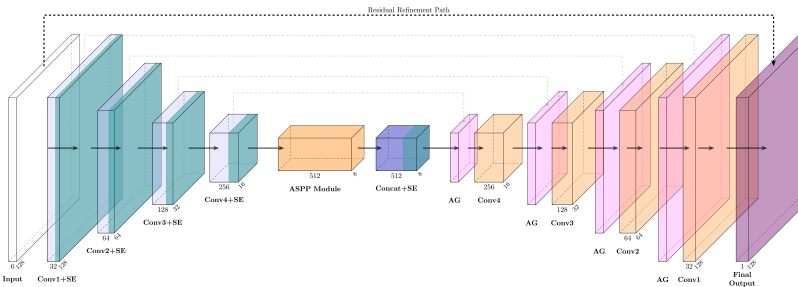 Residual Refinement Path
6 128
Input
32 128
Conv1+SE
64 64
Conv2+SE
128 32
Conv3+SE
256 16
Conv4+SE
512 8
ASPP Module
512 8
Concat+SE
AG
256 16
Conv4
AG
128 32
Conv3
AG
64 64
Conv2
AG
32 128
Conv1
1 128
Final
Output